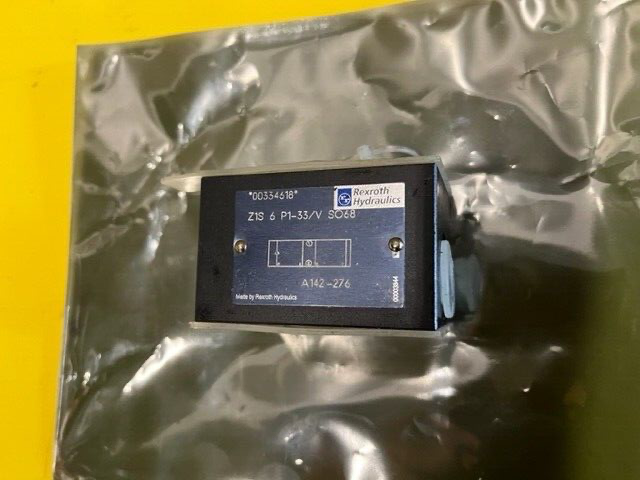 *00334618*
Rexroth
Hydraulics
Z1S 6 P1-33/V SO68
A142-276
Made by Rexroth Hydraulics